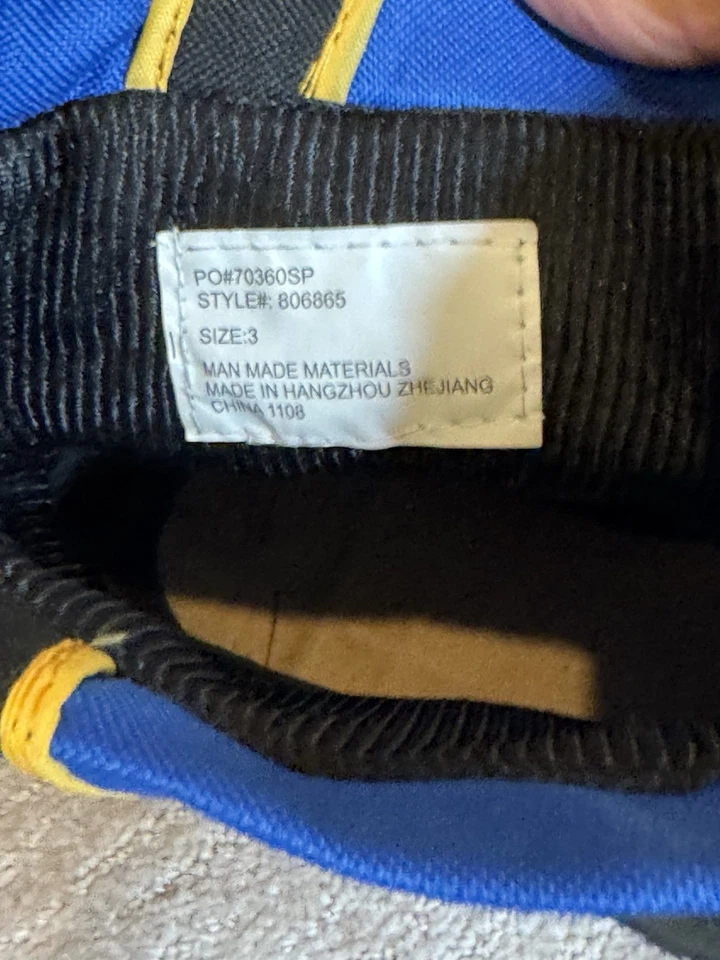 PO#70360SP
STYLE#: 806865
SIZE:3
MAN MADE MATERIALS
MADE IN HANGZHOU ZHEJIANG
CHINA 1108